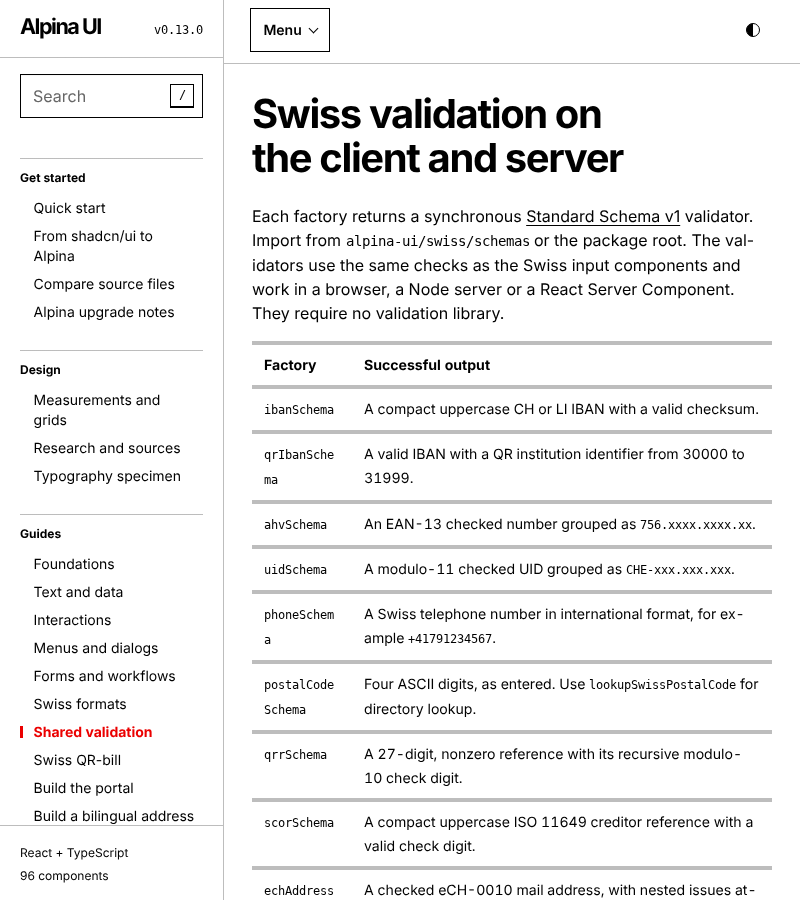 Alpina UI
v0.13.0
Search
/
Get started
Quick start
From shadcn/ui to
Alpina
Compare source files
Alpina upgrade notes
Design
Measurements and
grids
Research and sources
Typography specimen
Guides
Foundations
Text and data
Interactions
Menus and dialogs
Forms and workflows
Swiss formats
Shared validation
Swiss QR-bill
Build the portal
Build a bilingual address
React + TypeScript
96 components
Menu
Swiss validation on
the client and server
Each factory returns a synchronous Standard Schema v1 validator.
Import from alpina-ui/swiss/schemas or the package root. The val-
idators use the same checks as the Swiss input components and
work in a browser, a Node server or a React Server Component.
They require no validation library.
Factory Successful output
ibanSchema A compact uppercase CH or LI IBAN with a valid checksum.
qrIbanSche A valid IBAN with a QR institution identifier from 30000 to
ma 31999.
ahvSchema An EAN-13 checked number grouped as 756.xxxx.xxxx.xx.
uidSchema A modulo-11 checked UID grouped as CHE-xxx.xxx.xxx.
phoneSchem A Swiss telephone number in international format, for ex-
a ample +41791234567.
postalCode Four ASCII digits, as entered. Use lookupSwissPostalCode for
Schema directory lookup.
qrrSchema A 27-digit, nonzero reference with its recursive modulo-
10 check digit.
scorSchema A compact uppercase ISO 11649 creditor reference with a
valid check digit.
echAddress A checked eCH-0010 mail address, with nested issues at-